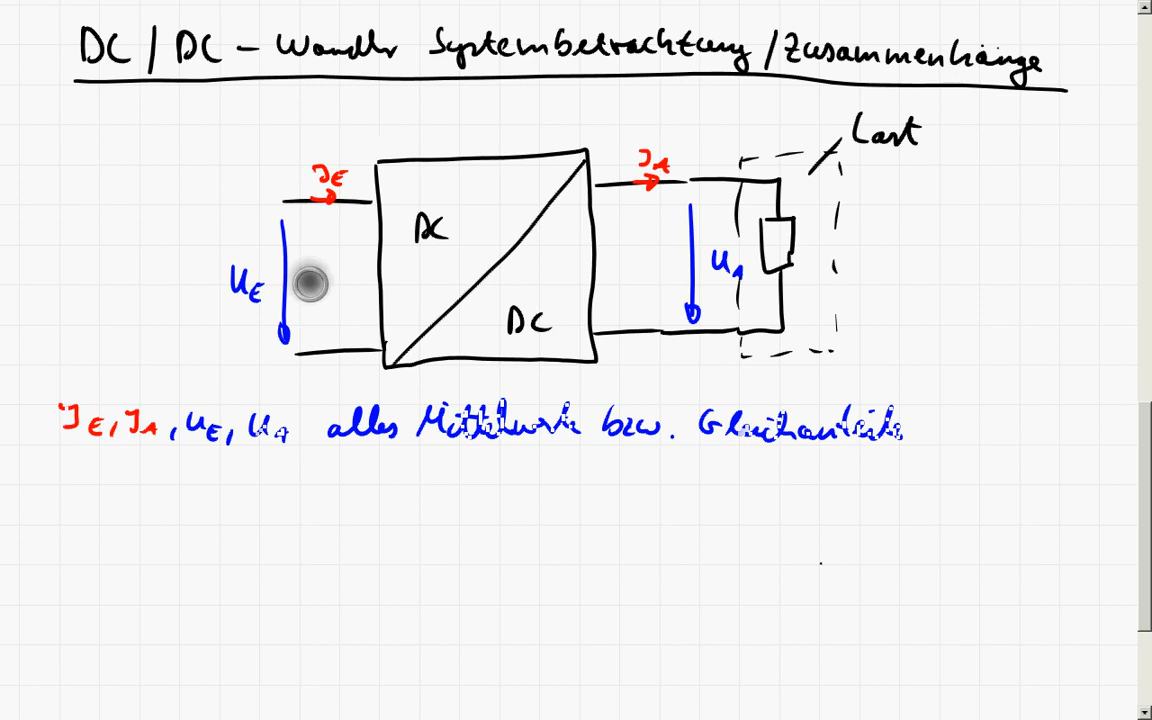 DC / DC - Wandler Systembetrachtung / Zusammenhänge
Last
I_E
I_A
DC
U_E
U_A
DC
I_E, I_A, U_E, U_A alles Mittelwerte bzw. Gleichanteile